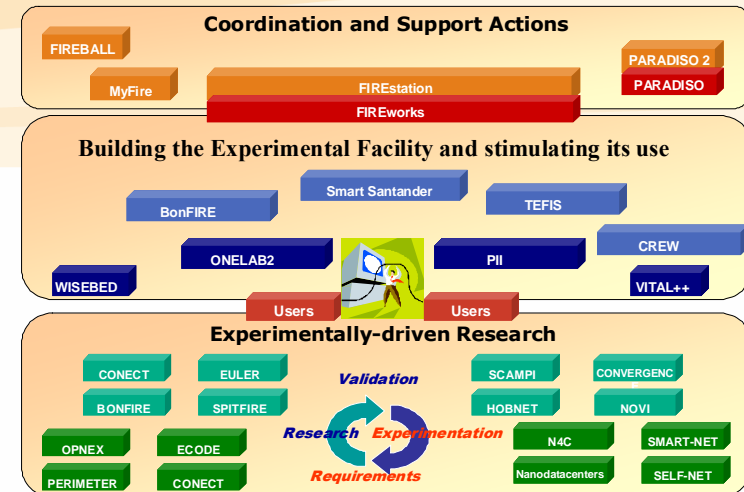 Coordination and Support Actions
FIREBALL
MyFire
FIREstation
FIREworks
PARADISO 2
PARADISO
Building the Experimental Facility and stimulating its use
Smart Santander
BonFIRE
TEFIS
CREW
ONELAB2
PII
WISEBED
VITAL++
Users
Users
Experimentally-driven Research
CONECT
EULER
Validation
SCAMPI
CONVERGENC
BONFIRE
SPITFIRE
HOBNET
NOVI
Research
Experimentation
OPNEX
ECODE
N4C
SMART-NET
Requirements
PERIMETER
CONECT
Nanodatacenters
SELF-NET